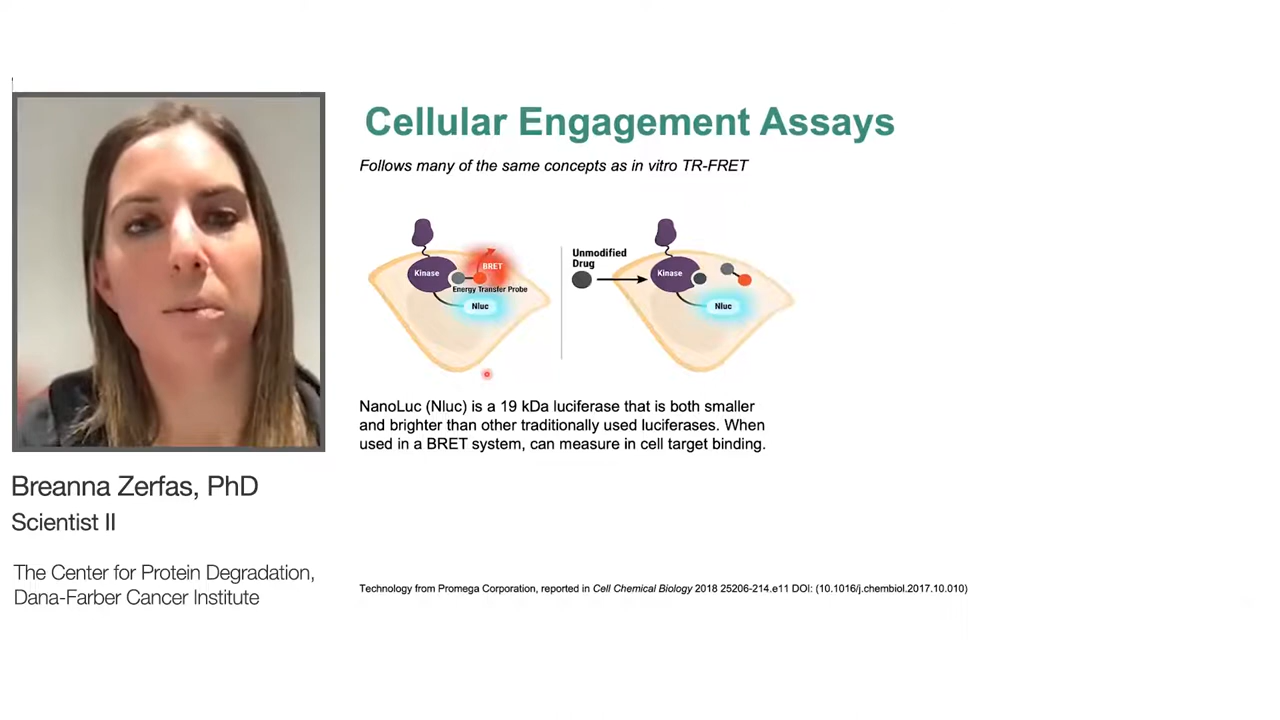 Cellular Engagement Assays
Follows many of the same concepts as in vitro TR-FRET
Kinase
BRET
Energy Transfer Probe
Nluc
Unmodified
Drug
Kinase
Nluc
NanoLuc (Nluc) is a 19 kDa luciferase that is both smaller
and brighter than other traditionally used luciferases. When
used in a BRET system, can measure in cell target binding.
Breanna Zerfas, PhD
Scientist II
The Center for Protein Degradation,
Dana-Farber Cancer Institute
Technology from Promega Corporation, reported in Cell Chemical Biology 2018 25206-214.e11 DOI: (10.1016/j.chembiol.2017.10.010)